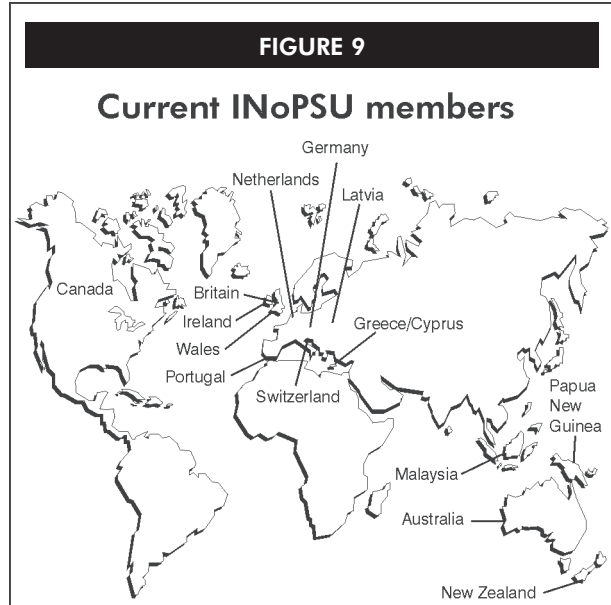 FIGURE 9
Current INoPSU members
Germany
Netherlands
Latvia
Canada
Britain
Ireland
Wales
Portugal
Switzerland
Greece/Cyprus
Papua
New
Guinea
Malaysia
Australia
New Zealand